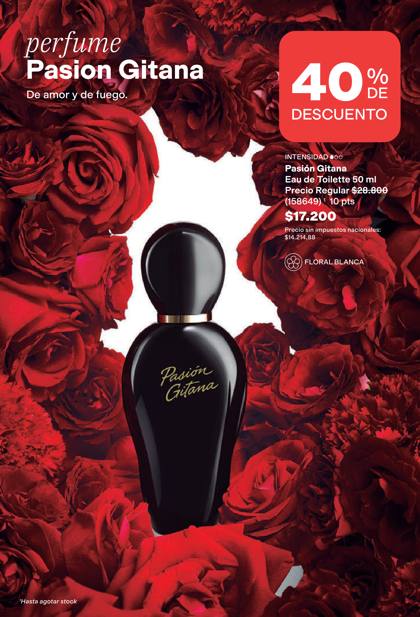 perfume
Pasion Gitana
De amor y de fuego.
40%
DE
DESCUENTO
INTENSIDAD
Pasión Gitana
Eau de Toilette 50 ml
Precio Regular $28.800
(158649) ¹ 10 pts
$17.200
Precio sin impuestos nacionales:
$14.214,88
FLORAL BLANCA
Pasión
Gitana
*Hasta agotar stock